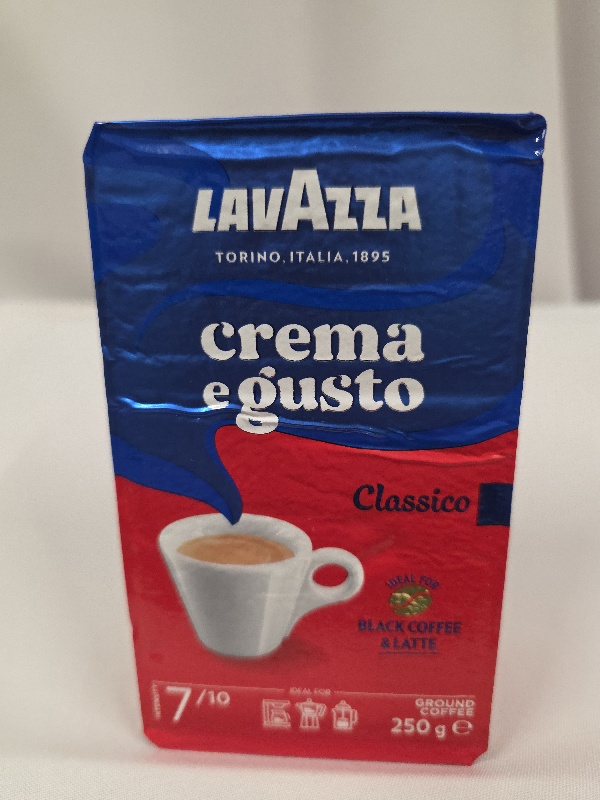 LAVAZZA
TORINO, ITALIA, 1895
crema
e gusto
Classico
IDEAL FOR
BLACK COFFEE
& LATTE
INTENSITY
7/10
IDEAL FOR
GROUND
COFFEE
250 g ℮